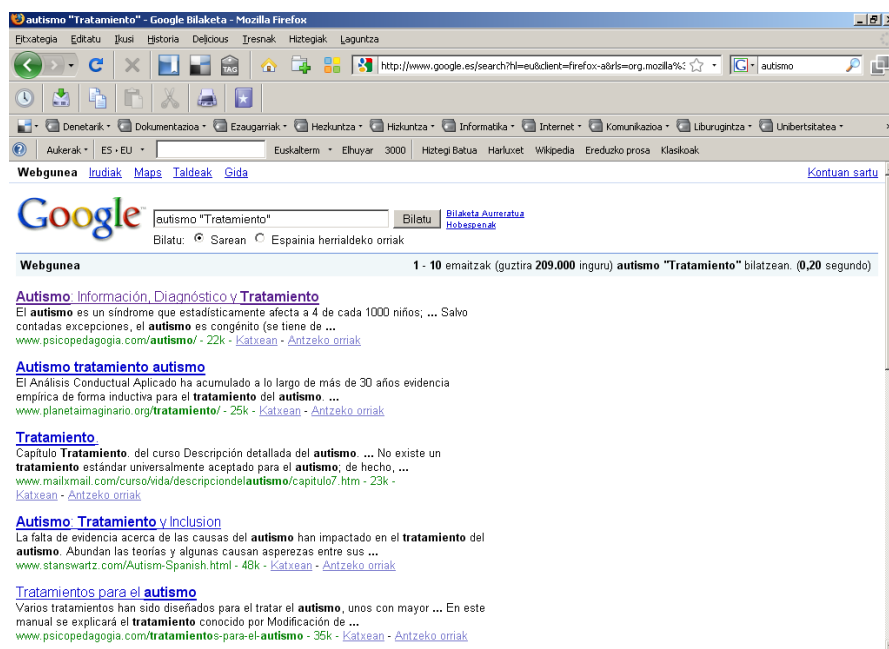 autismo "Tratamiento" - Google Bilaketa - Mozilla Firefox
Fitxategia Editatu Ikusi Historia Delicious Tresnak Hiztegiak Laguntza
TAG http://www.google.es/search?hl=eu&client=firefox-a&rls=org.mozilla%3 G autismo
Denetarik Dokumentazioa Ezaugarriak Hezkuntza Hizkuntza Informatika Internet Komunikazioa Liburugintza Unibertsitatea
Aukerak ES › EU Euskalterm Elhuyar 3000 Hiztegi Batua Harluxet Wikipedia Ereduzko prosa Klasikoak
Webgunea Irudiak Maps Taldeak Gida Kontuan sartu
Google autismo "Tratamiento" Bilatu Bilaketa Aurreratua
Hobespenak
Bilatu: Sarean Espainia herrialdeko orriak
Webgunea 1 - 10 emaitzak (guztira 209.000 inguru) autismo "Tratamiento" bilatzean. (0,20 segundo)
Autismo: Información, Diagnóstico y Tratamiento
El autismo es un síndrome que estadísticamente afecta a 4 de cada 1000 niños; ... Salvo
contadas excepciones, el autismo es congénito (se tiene de ...
www.psicopedagogia.com/autismo/ - 22k - Katxean - Antzeko orriak
Autismo tratamiento autismo
El Análisis Conductual Aplicado ha acumulado a lo largo de más de 30 años evidencia
empírica de forma inductiva para el tratamiento del autismo. ...
www.planetaimaginario.org/tratamiento/ - 25k - Katxean - Antzeko orriak
Tratamiento.
Capítulo Tratamiento. del curso Descripción detallada del autismo. ... No existe un
tratamiento estándar universalmente aceptado para el autismo; de hecho, ...
www.mailxmail.com/curso/vida/descripciondelautismo/capitulo7.htm - 23k -
Katxean - Antzeko orriak
Autismo: Tratamiento y Inclusion
La falta de evidencia acerca de las causas del autismo han impactado en el tratamiento del
autismo. Abundan las teorías y algunas causan asperezas entre sus ...
www.stanswartz.com/Autism-Spanish.html - 48k - Katxean - Antzeko orriak
Tratamientos para el autismo
Varios tratamientos han sido diseñados para el tratar el autismo, unos con mayor ... En este
manual se explicará el tratamiento conocido por Modificación de ...
www.psicopedagogia.com/tratamientos-para-el-autismo - 35k - Katxean - Antzeko orriak